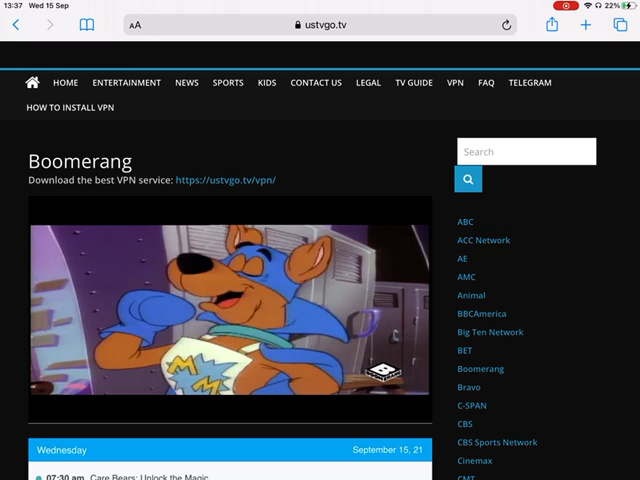 13:37 Wed 15 Sep 22%
AA ustvgo.tv
HOME ENTERTAINMENT NEWS SPORTS KIDS CONTACT US LEGAL TV GUIDE VPN FAQ TELEGRAM
HOW TO INSTALL VPN
Boomerang
Download the best VPN service: https://ustvgo.tv/vpn/
Search
MM
ABC
ACC Network
AE
AMC
Animal
BBCAmerica
Big Ten Network
BET
Boomerang
Bravo
C-SPAN
CBS
CBS Sports Network
Cinemax
CMT
Wednesday September 15, 21
07:30 am Care Bears: Unlock the Magic